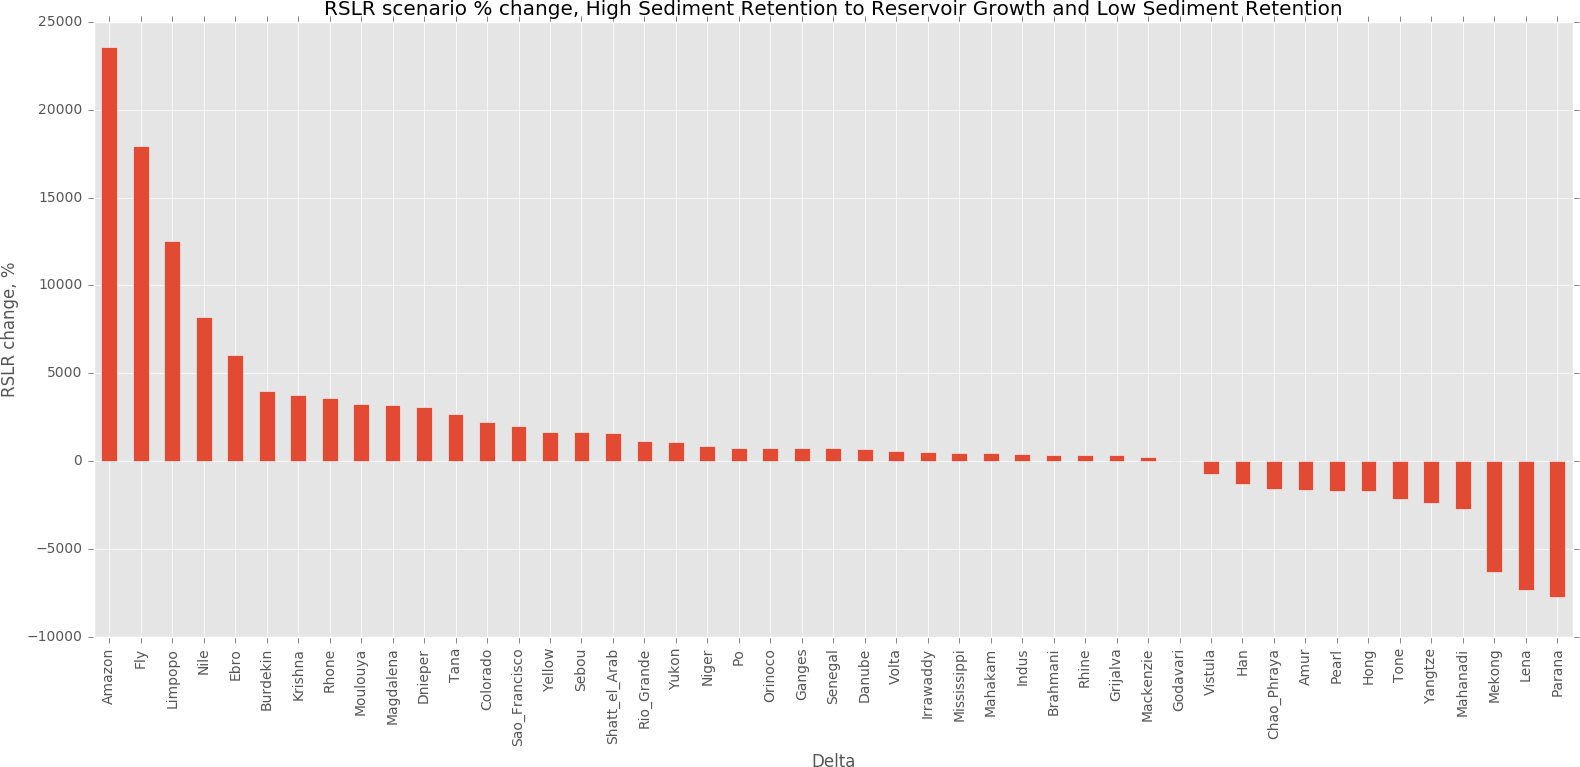 RSLR scenario % change, High Sediment Retention to Reservoir Growth and Low Sediment Retention
25000
20000
15000
10000
5000
0
−5000
−10000
RSLR change, %
Amazon
Fly
Limpopo
Nile
Ebro
Burdekin
Krishna
Rhone
Moulouya
Magdalena
Dnieper
Tana
Colorado
Sao_Francisco
Yellow
Sebou
Shatt_el_Arab
Rio_Grande
Yukon
Niger
Po
Orinoco
Ganges
Senegal
Danube
Volta
Irrawaddy
Mississippi
Mahakam
Indus
Brahmani
Rhine
Grijalva
Mackenzie
Godavari
Vistula
Han
Chao_Phraya
Amur
Pearl
Hong
Tone
Yangtze
Mahanadi
Mekong
Lena
Parana
Delta